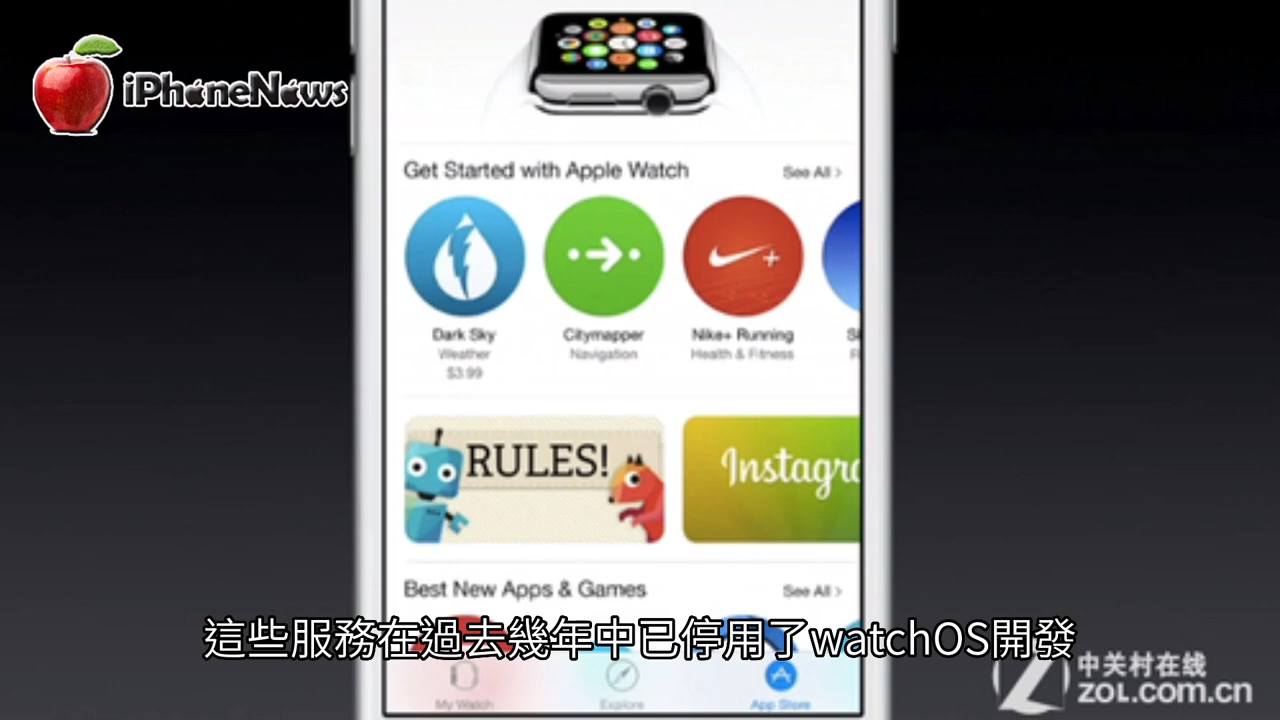 iPhoneNews
Get Started with Apple Watch
See All >
Dark Sky
Weather
$3.99
Citymapper
Navigation
Nike+ Running
Health & Fitness
RULES!
Instagra
Best New Apps & Games
See All >
這些服務在過去幾年中已停用了watchOS開發
My Watch
Explore
App Store
中关村在线
ZOL.com.cn